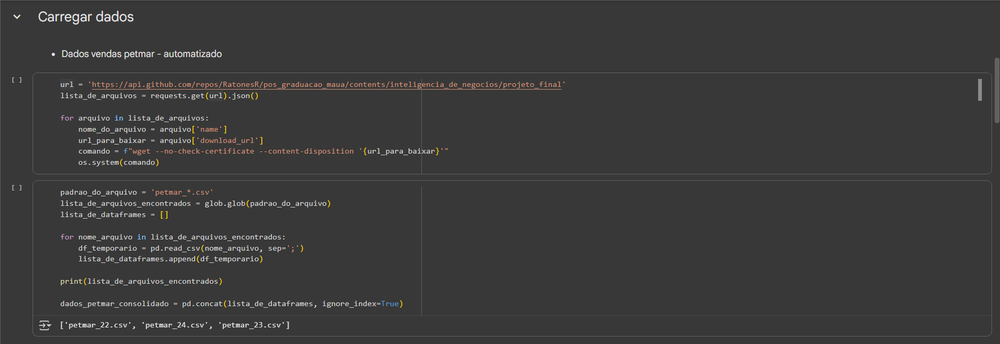 Carregar dados
• Dados vendas petmar - automatizado
[ ]
url = 'https://api.github.com/repos/RatonesR/pos_graduacao_maua/contents/inteligencia_de_negocios/projeto_final'
lista_de_arquivos = requests.get(url).json()
for arquivo in lista_de_arquivos:
    nome_do_arquivo = arquivo['name']
    url_para_baixar = arquivo['download_url']
    comando = f"wget --no-check-certificate --content-disposition '{url_para_baixar}'"
    os.system(comando)
[ ]
padrao_do_arquivo = 'petmar_*.csv'
lista_de_arquivos_encontrados = glob.glob(padrao_do_arquivo)
lista_de_dataframes = []
for nome_arquivo in lista_de_arquivos_encontrados:
    df_temporario = pd.read_csv(nome_arquivo, sep=';')
    lista_de_dataframes.append(df_temporario)
print(lista_de_arquivos_encontrados)
dados_petmar_consolidado = pd.concat(lista_de_dataframes, ignore_index=True)
['petmar_22.csv', 'petmar_24.csv', 'petmar_23.csv']